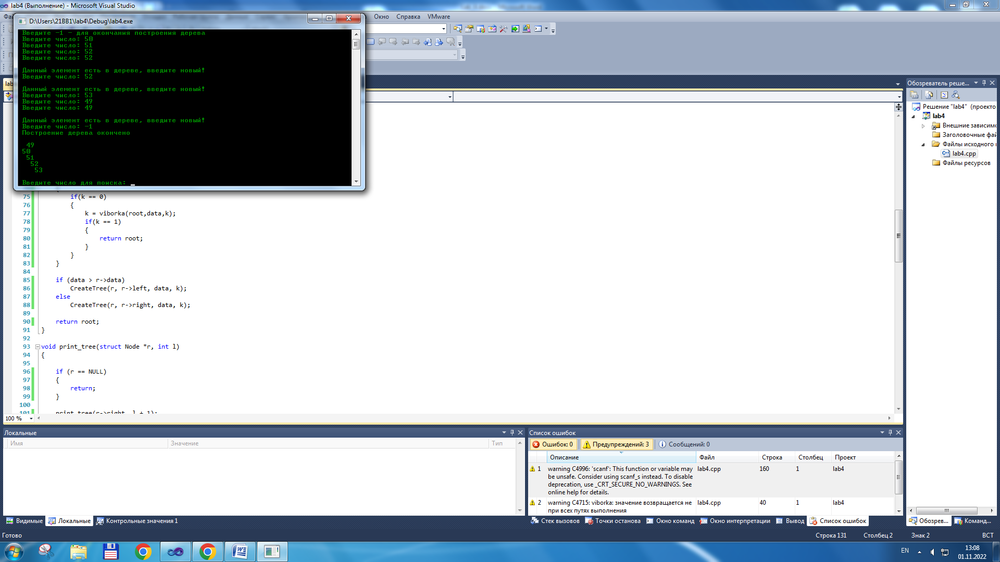 lab4 (Выполнение) - Microsoft Visual Studio
Окно Справка VMware
D:\Users\21BB1\lab4\Debug\lab4.exe
Введите -1 - для окончания построения дерева
Введите число: 50
Введите число: 51
Введите число: 52
Введите число: 52
Данный элемент есть в дереве, введите новый!
Введите число: 52
Данный элемент есть в дереве, введите новый!
Введите число: 53
Введите число: 49
Введите число: 49
Данный элемент есть в дереве, введите новый!
Введите число: -1
Построение дерева окончено
49
50
51
52
53
Введите число для поиска:
75 if(k == 0)
76 {
77 k = viborka(root,data,k);
78 if(k == 1)
79 {
80 return root;
81 }
82 }
83 }
84
85 if (data > r->data)
86 CreateTree(r, r->left, data, k);
87 else
88 CreateTree(r, r->right, data, k);
89
90 return root;
91 }
92
93 void print_tree(struct Node *r, int l)
94 {
95
96 if (r == NULL)
97 {
98 return;
99 }
100
101 print_tree(r->right, l + 1);
100 %
Обозреватель реше...
Решение "lab4" (проекто
lab4
Внешние зависимо
Заголовочные фай
Файлы исходного
lab4.cpp
Файлы ресурсов
Локальные
Имя Значение Тип
Видимые Локальные Контрольные значения 1
Список ошибок
Ошибок: 0 Предупреждений: 3 Сообщений: 0
Описание Файл Строка Столбец Проект
1 warning C4996: 'scanf': This function or variable may lab4.cpp 160 1 lab4
be unsafe. Consider using scanf_s instead. To disable
deprecation, use _CRT_SECURE_NO_WARNINGS. See
online help for details.
2 warning C4715: viborka: значение возвращается не lab4.cpp 40 1 lab4
при всех путях выполнения
Стек вызовов Точки останова Окно команд Окно интерпретации Вывод Список ошибок
Обозрев... Команд...
Готово Строка 131 Столбец 2 Знак 2 ВСТ
EN 13:08
01.11.2022